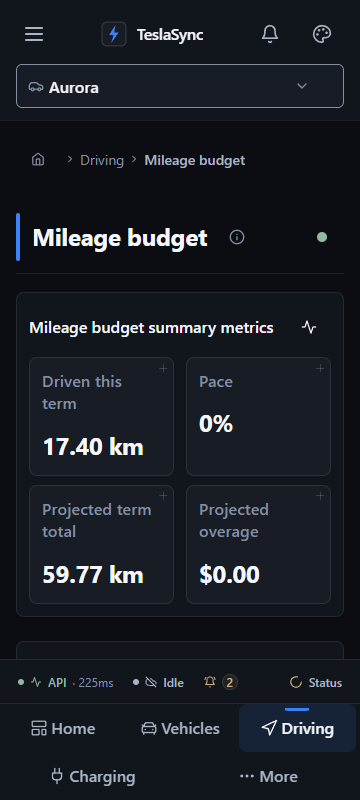 TeslaSync
Aurora
Driving
Mileage budget
Mileage budget
Mileage budget summary metrics
Driven this
term
17.40 km
Pace
0%
Projected term
total
59.77 km
Projected
overage
$0.00
API · 225ms
Idle
2
Status
Home
Vehicles
Driving
Charging
More